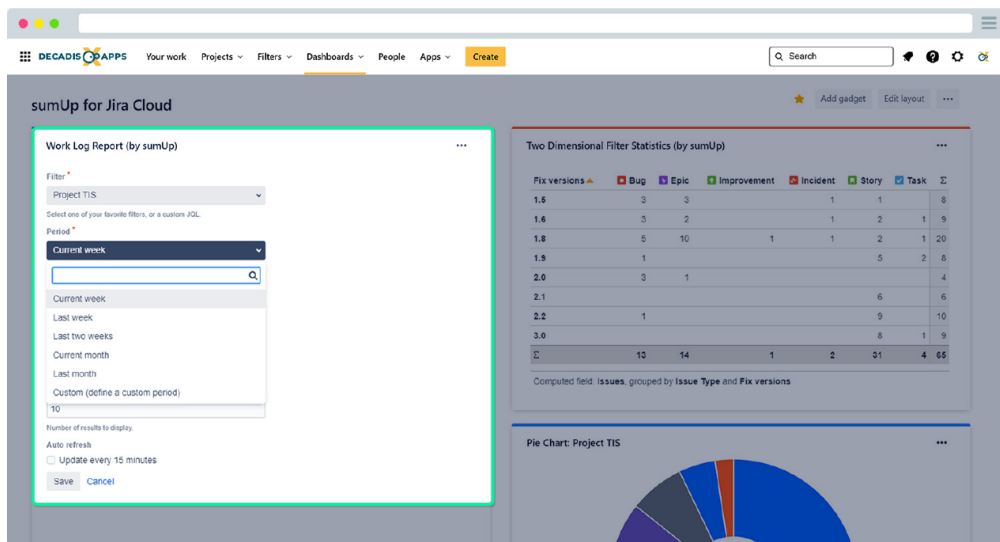 DECADIS APPS Your work Projects Filters Dashboards People Apps Create Search
sumUp for Jira Cloud
Add gadget Edit layout
Work Log Report (by sumUp)
Filter *
Project TIS
Select one of your favorite filters, or a custom JQL.
Period *
Current week
Current week
Last week
Last two weeks
Current month
Last month
Custom (define a custom period)
10
Number of results to display.
Auto refresh
Update every 15 minutes
Save Cancel
Two Dimensional Filter Statistics (by sumUp)
Fix versions Bug Epic Improvement Incident Story Task Σ
1.5 3 3 1 1 8
1.6 3 2 1 2 1 9
1.8 5 10 1 1 2 1 20
1.9 1 5 2 8
2.0 3 1 4
2.1 6 6
2.2 1 9 10
3.0 8 1 9
Σ 13 14 1 2 31 4 65
Computed field: Issues, grouped by Issue Type and Fix versions
Pie Chart: Project TIS